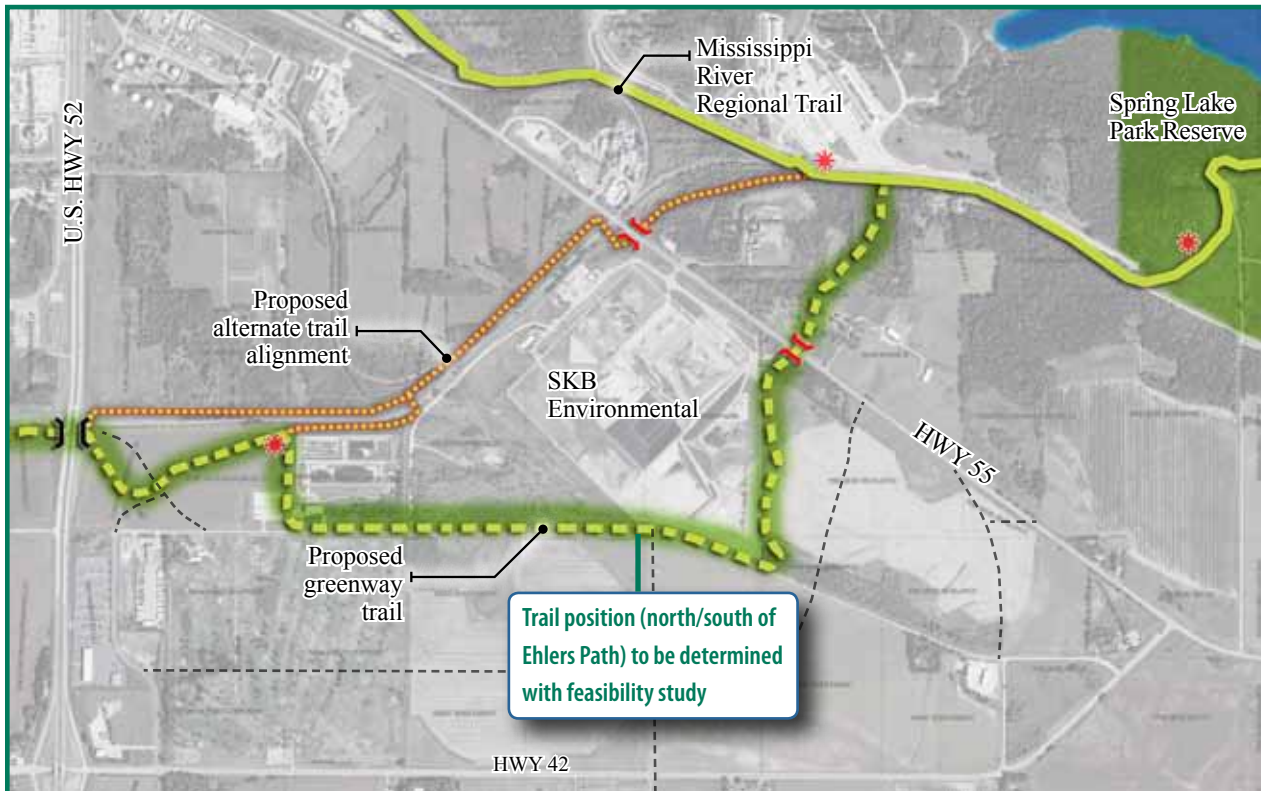 Mississippi
River
Regional Trail
Spring Lake
Park Reserve
U.S. HWY 52
Proposed
alternate trail
alignment
SKB
Environmental
HWY 55
Proposed
greenway
trail
Trail position (north/south of
Ehlers Path) to be determined
with feasibility study
HWY 42